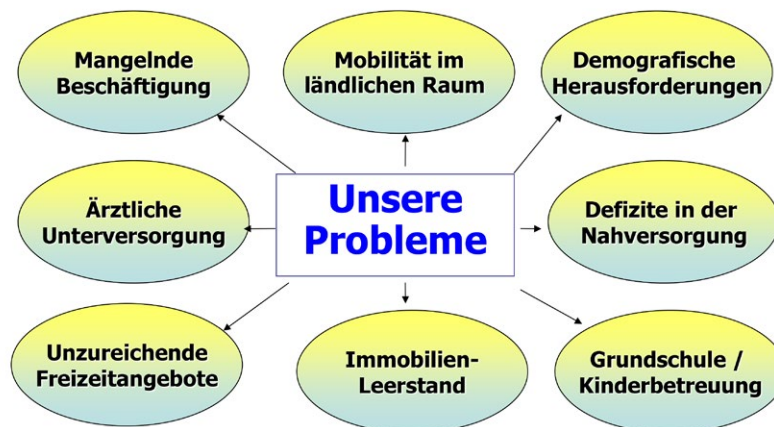 Mangelnde
Beschäftigung
Mobilität im
ländlichen Raum
Demografische
Herausforderungen
Ärztliche
Unterversorgung
Unsere
Probleme
Defizite in der
Nahversorgung
Unzureichende
Freizeitangebote
Immobilien-
Leerstand
Grundschule /
Kinderbetreuung